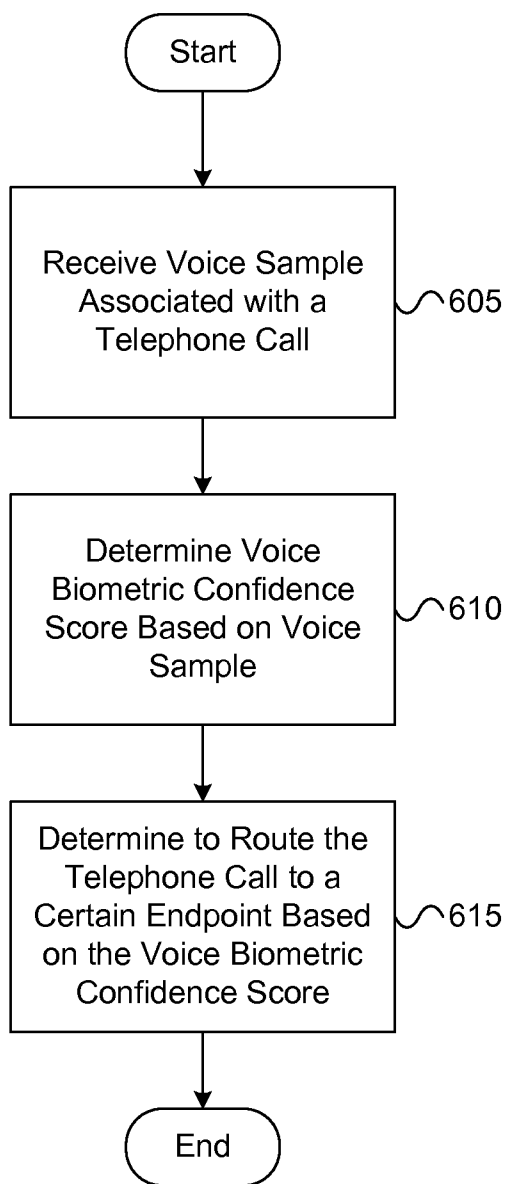 Start
Receive Voice Sample
Associated with a
Telephone Call
605
Determine Voice
Biometric Confidence
Score Based on Voice
Sample
610
Determine to Route the
Telephone Call to a
Certain Endpoint Based
on the Voice Biometric
Confidence Score
615
End